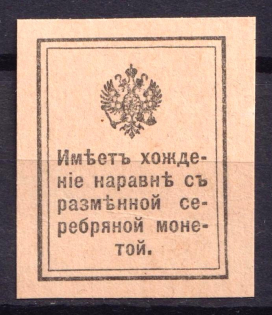 Имѣетъ хожде-
ніе наравнѣ съ
размѣнной се-
ребряной моне-
той.